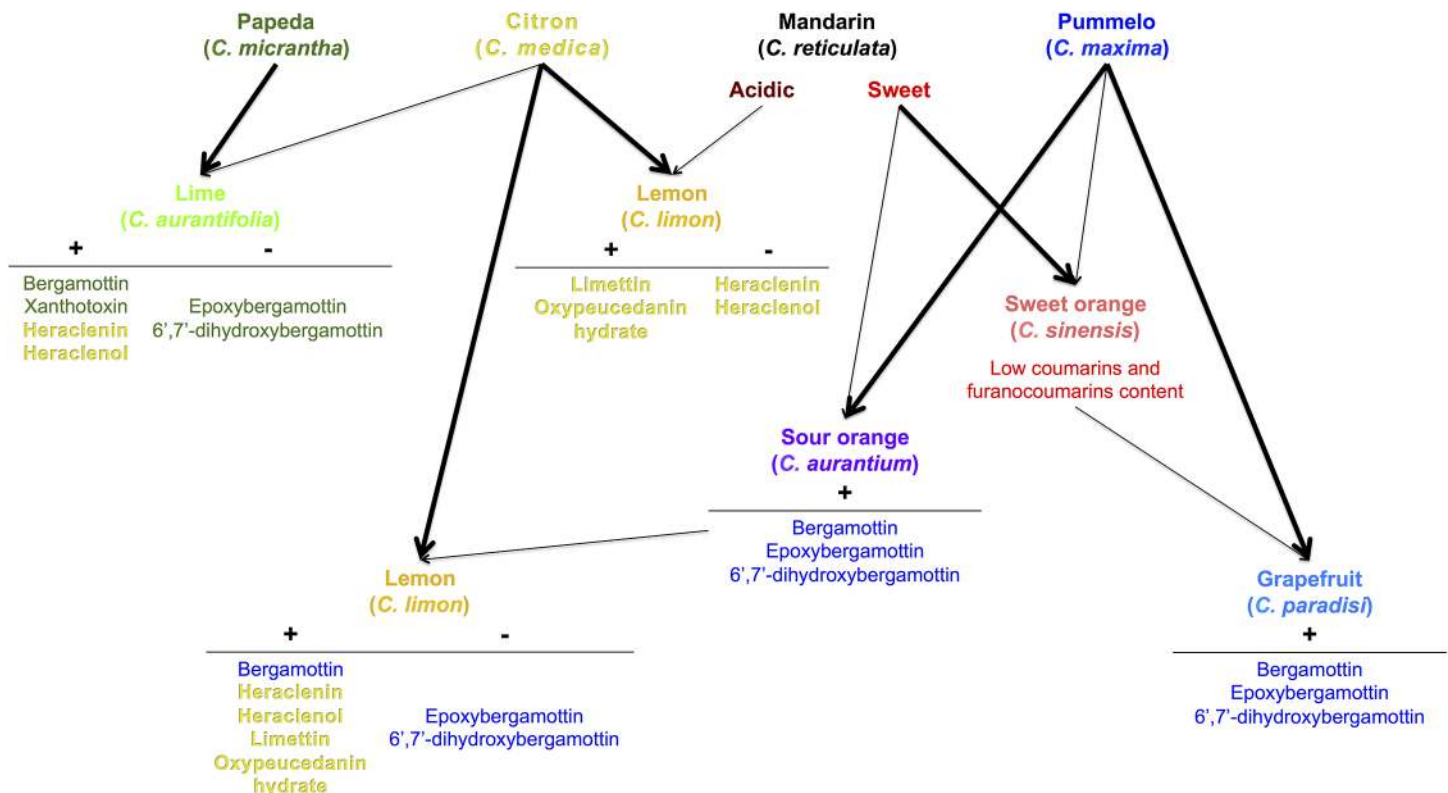 Papeda
(C. micrantha)
Citron
(C. medica)
Mandarin
(C. reticulata)
Pummelo
(C. maxima)
Acidic
Sweet
Lime
(C. aurantifolia)
+
-
Bergamottin
Xanthotoxin
Heraclenin
Heraclenol
Epoxybergamottin
6’,7’-dihydroxybergamottin
Lemon
(C. limon)
+
-
Limettin
Oxypeucedanin
hydrate
Heraclenin
Heraclenol
Sweet orange
(C. sinensis)
Low coumarins and
furanocoumarins content
Sour orange
(C. aurantium)
+
Bergamottin
Epoxybergamottin
6’,7’-dihydroxybergamottin
Lemon
(C. limon)
+
-
Bergamottin
Heraclenin
Heraclenol
Limettin
Oxypeucedanin
hydrate
Epoxybergamottin
6’,7’-dihydroxybergamottin
Grapefruit
(C. paradisi)
+
Bergamottin
Epoxybergamottin
6’,7’-dihydroxybergamottin